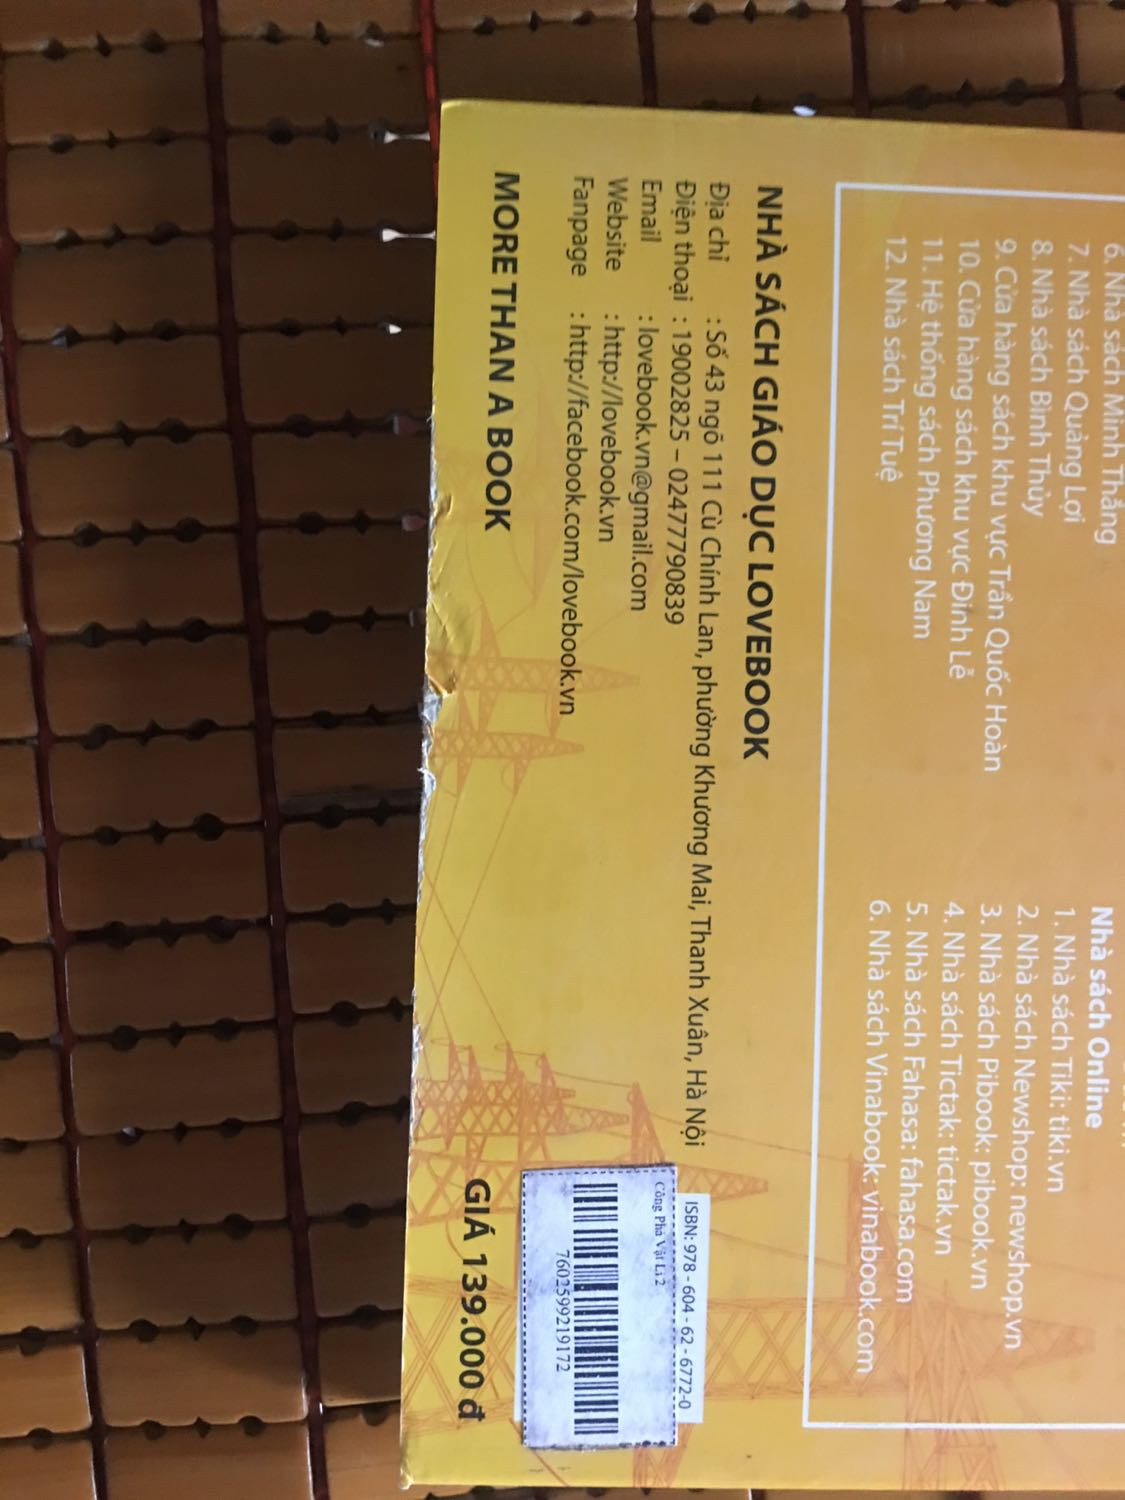 6. Nhà sách Minh Thắng
7. Nhà sách Quảng Lợi
8. Nhà sách Bình Thủy
9. Cửa hàng sách khu vực Trần Quốc Hoàn
10. Cửa hàng sách khu vực Đinh Lễ
11. Hệ thống sách Phương Nam
12. Nhà sách Trí Tuệ
Nhà sách Online
1. Nhà sách Tiki: tiki.vn
2. Nhà sách Newshop: newshop.vn
3. Nhà sách Pibook: pibook.vn
4. Nhà sách Tictak: tictak.vn
5. Nhà sách Fahasa: fahasa.com
6. Nhà sách Vinabook: vinabook.com
NHÀ SÁCH GIÁO DỤC LOVEBOOK
Địa chỉ : Số 43 ngõ 111 Cù Chính Lan, phường Khương Mai, Thanh Xuân, Hà Nội
Điện thoại : 19002825 – 02477790839
Email : lovebook.vn@gmail.com
Website : http://lovebook.vn
Fanpage : http://facebook.com/lovebook.vn
MORE THAN A BOOK
ISBN: 978 - 604 - 62 - 6772-0
Công Phá Vật Lí 2
7602599219172
GIÁ 139.000 đ